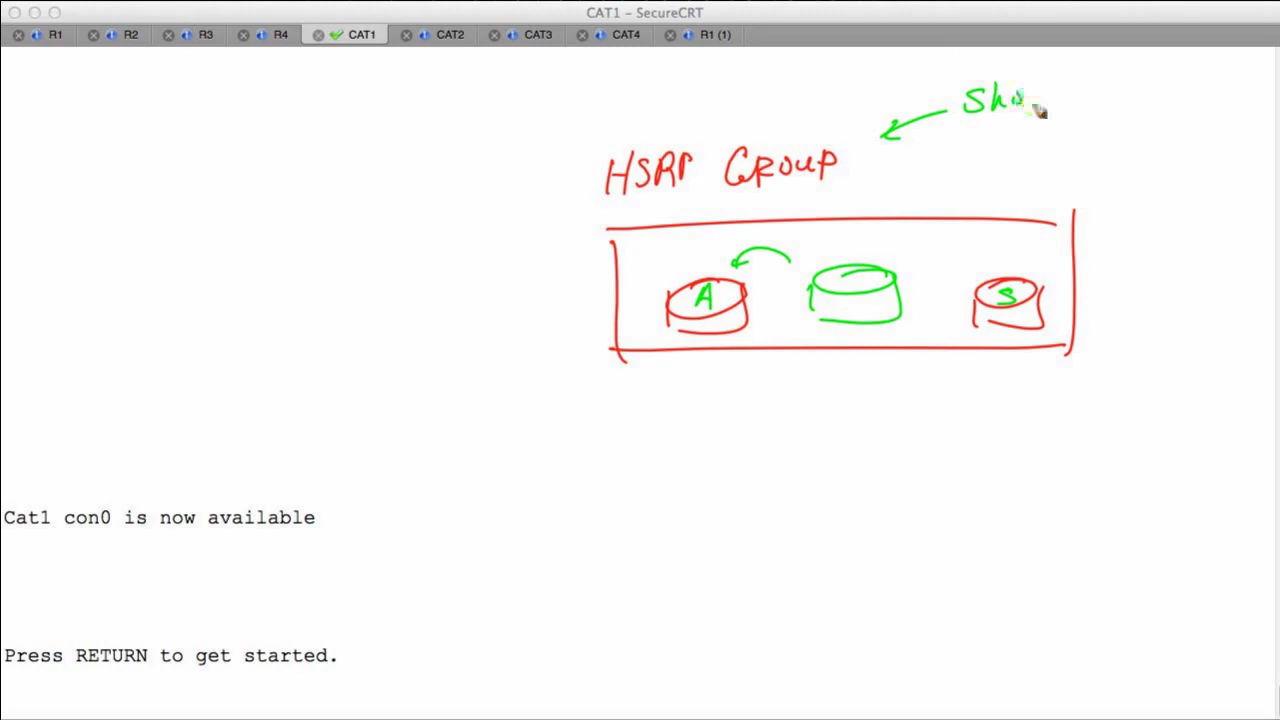 CAT1 – SecureCRT
R1 R2 R3 R4 CAT1 CAT2 CAT3 CAT4 R1 (1)
Sho
HSRP GROUP
A S
Cat1 con0 is now available
Press RETURN to get started.